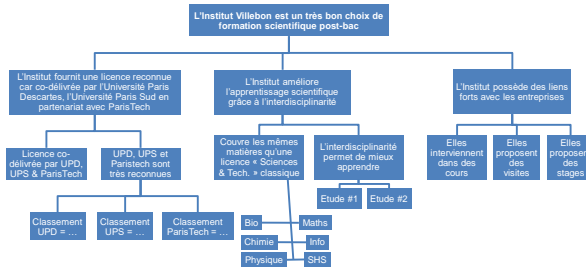 L'Institut Villebon est un très bon choix de
formation scientifique post-bac
L'Institut fournit une licence reconnue
car co-délivrée par l'Université Paris
Descartes, l'Université Paris Sud en
partenariat avec ParisTech
L'Institut améliore
l'apprentissage scientifique
grâce à l'interdisciplinarité
L'Institut possède des liens
forts avec les entreprises
Licence co-
délivrée par UPD,
UPS & ParisTech
UPD, UPS et
Paristech sont
très reconnues
Couvre les mêmes
matières qu'une
licence « Sciences
& Tech. » classique
L'interdisciplinarité
permet de mieux
apprendre
Elles
interviennent
dans des
cours
Elles
proposent
des
visites
Elles
proposent
des
stages
Etude #1
Etude #2
Classement
UPD = …
Classement
UPS = …
Classement
ParisTech = …
Bio
Maths
Chimie
Info
Physique
SHS